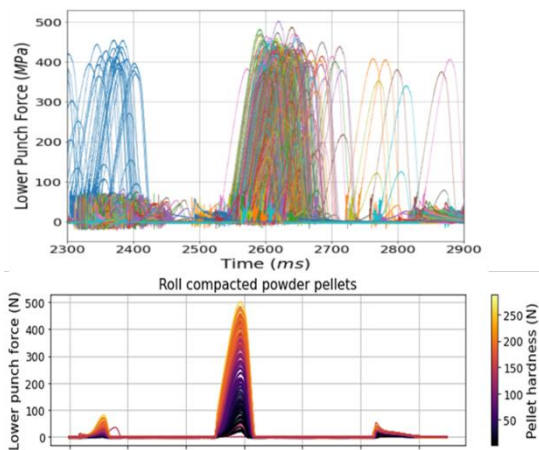 500
400
300
200
100
0
Lower Punch Force (MPa)
2300 2400 2500 2600 2700 2800 2900
Time (ms)
Roll compacted powder pellets
500
400
300
200
100
0
Lower punch force (N)
250
200
150
100
50
Pellet hardness (N)